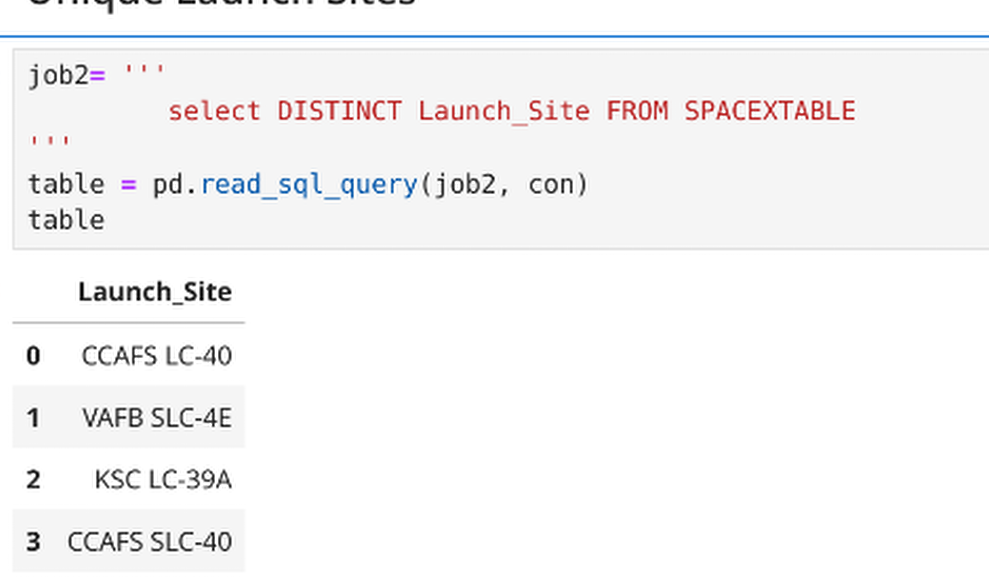 Unique Launch Sites
job2= '''
select DISTINCT Launch_Site FROM SPACEXTABLE
'''
table = pd.read_sql_query(job2, con)
table
Launch_Site
0 CCAFS LC-40
1 VAFB SLC-4E
2 KSC LC-39A
3 CCAFS SLC-40